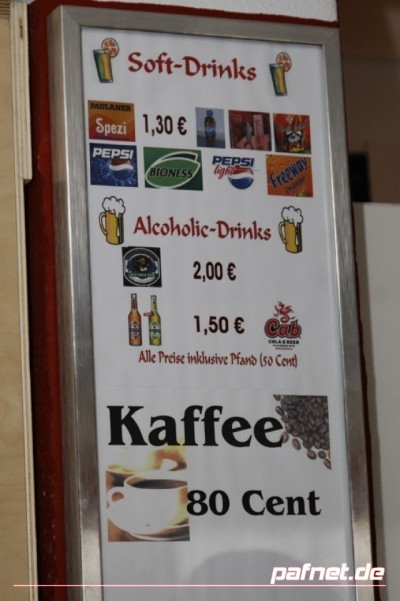 Soft-Drinks
PAULANER
Spezi
1,30 €
PEPSI
BIONESS
PEPSI
light
Freeway
Alcoholic-Drinks
2,00 €
1,50 €
Cab
COLA & BEER
Alle Preise inklusive Pfand (50 Cent)
Kaffee
80 Cent
pafnet.de